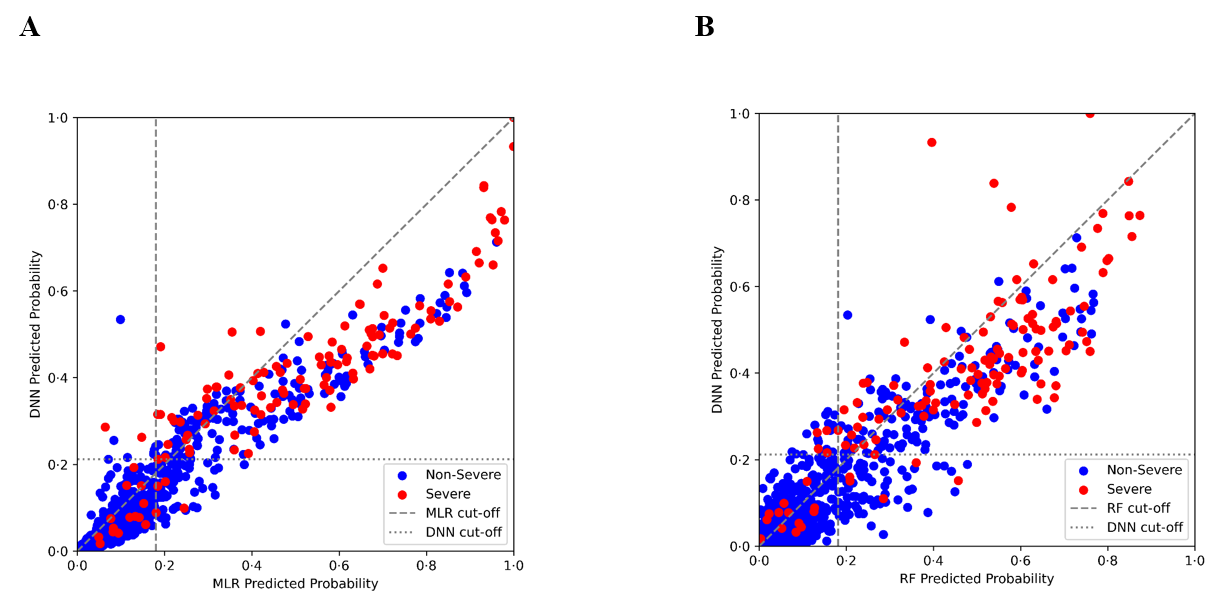 A
1·0
0·8
0·6
0·4
0·2
0·0
DNN Predicted Probability
0·0 0·2 0·4 0·6 0·8 1·0
MLR Predicted Probability
Non-Severe
Severe
MLR cut-off
DNN cut-off
B
1·0
0·8
0·6
0·4
0·2
0·0
DNN Predicted Probability
0·0 0·2 0·4 0·6 0·8 1·0
RF Predicted Probability
Non-Severe
Severe
RF cut-off
DNN cut-off